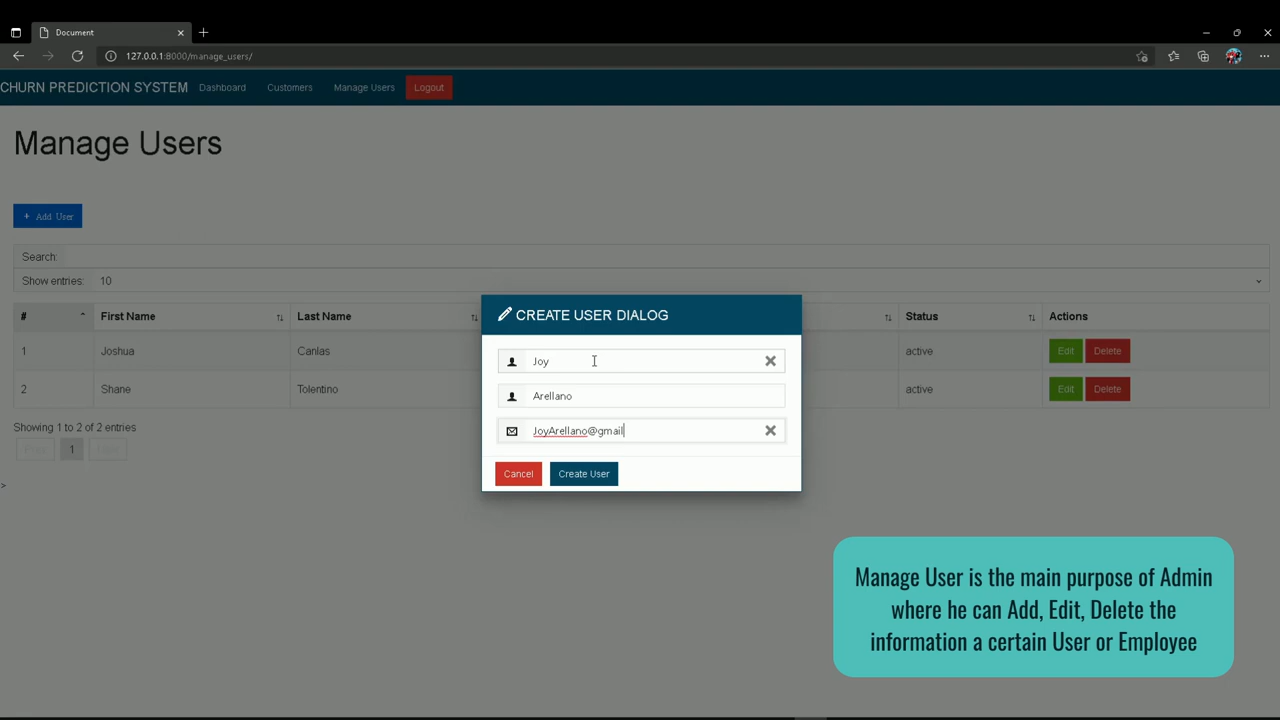 Document
127.0.0.1:8000/manage_users/
CHURN PREDICTION SYSTEM Dashboard Customers Manage Users Logout
Manage Users
+ Add User
Search:
Show entries: 10
# First Name Last Name Status Actions
1 Joshua Canlas active Edit Delete
2 Shane Tolentino active Edit Delete
Showing 1 to 2 of 2 entries
Prev 1
>
CREATE USER DIALOG
Joy
Arellano
JoyArellano@gmail
Cancel Create User
Manage User is the main purpose of Admin
where he can Add, Edit, Delete the
information a certain User or Employee